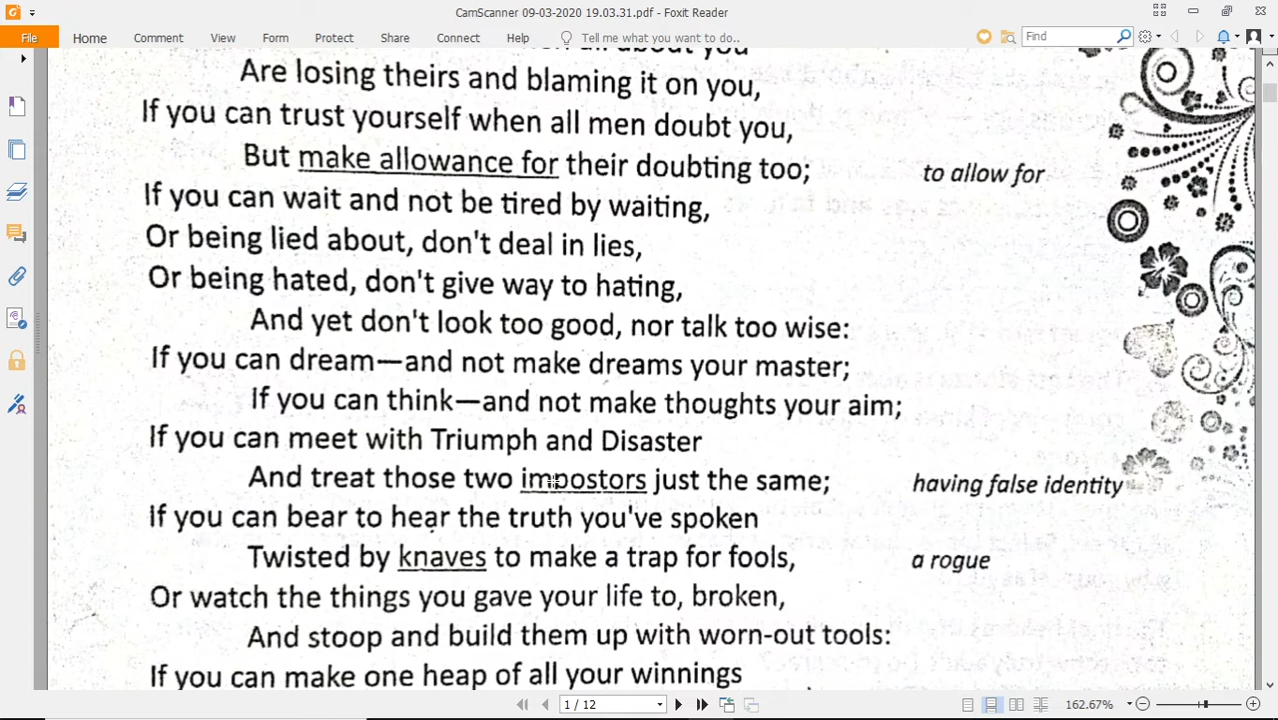 CamScanner 09-03-2020 19.03.31.pdf - Foxit Reader
File Home Comment View Form Protect Share Connect Help Tell me what you want to do.. Find
all about you
Are losing theirs and blaming it on you,
If you can trust yourself when all men doubt you,
But make allowance for their doubting too; to allow for
If you can wait and not be tired by waiting,
Or being lied about, don't deal in lies,
Or being hated, don't give way to hating,
And yet don't look too good, nor talk too wise:
If you can dream—and not make dreams your master;
If you can think—and not make thoughts your aim;
If you can meet with Triumph and Disaster
And treat those two impostors just the same; having false identity
If you can bear to hear the truth you've spoken
Twisted by knaves to make a trap for fools, a rogue
Or watch the things you gave your life to, broken,
And stoop and build them up with worn-out tools:
If you can make one heap of all your winnings
1 / 12 162.67%